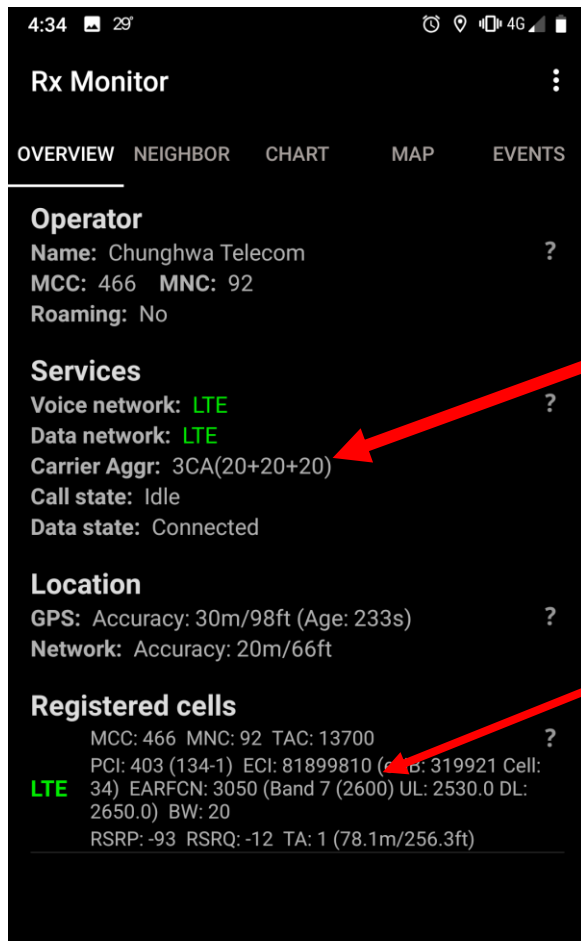 4:34 29°
4G
Rx Monitor
OVERVIEW NEIGHBOR CHART MAP EVENTS
Operator
Name: Chunghwa Telecom ?
MCC: 466 MNC: 92
Roaming: No
Services
Voice network: LTE ?
Data network: LTE
Carrier Aggr: 3CA(20+20+20)
Call state: Idle
Data state: Connected
Location
GPS: Accuracy: 30m/98ft (Age: 233s) ?
Network: Accuracy: 20m/66ft
Registered cells
MCC: 466 MNC: 92 TAC: 13700 ?
PCI: 403 (134-1) ECI: 81899810 ( B: 319921 Cell:
LTE 34) EARFCN: 3050 (Band 7 (2600) UL: 2530.0 DL:
2650.0) BW: 20
RSRP: -93 RSRQ: -12 TA: 1 (78.1m/256.3ft)